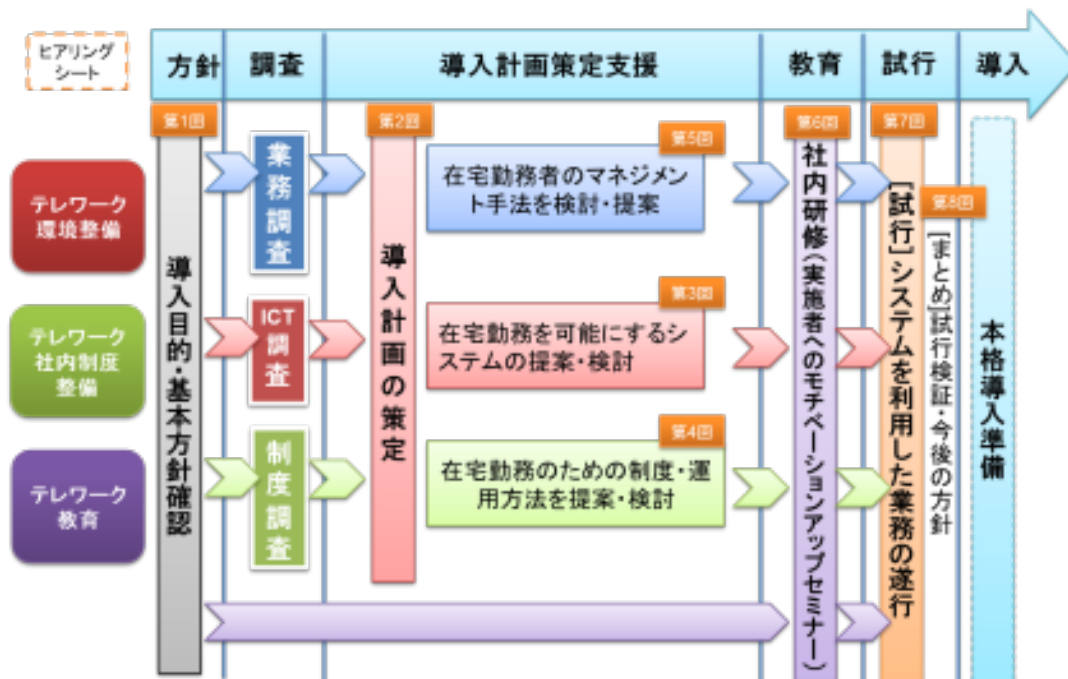 ヒアリング
シート
方針
調査
導入計画策定支援
教育
試行
導入
第1回
導入目的・基本方針確認
テレワーク
環境整備
テレワーク
社内制度
整備
テレワーク
教育
業務調査
ICT
調査
制度調査
第2回
導入計画の策定
第5回
在宅勤務者のマネジメン
ト手法を検討・提案
第3回
在宅勤務を可能にするシ
ステムの提案・検討
第4回
在宅勤務のための制度・運
用方法を提案・検討
第6回
社内研修(実施者へのモチベーションアップセミナー)
第7回
[試行]システムを利用した業務の遂行
第8回
[まとめ]試行検証・今後の方針
本格導入準備